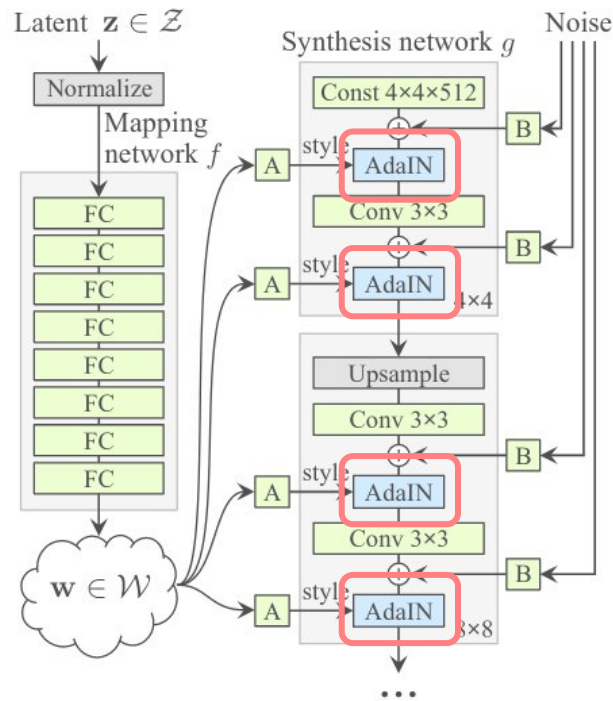 Latent z ∈ Z
Normalize
Mapping
network f
FC
FC
FC
FC
FC
FC
FC
FC
w ∈ W
Synthesis network g
Noise
Const 4×4×512
B
A
style
AdaIN
Conv 3×3
B
A
style
AdaIN
4×4
Upsample
Conv 3×3
B
A
style
AdaIN
Conv 3×3
B
A
style
AdaIN
8×8
...